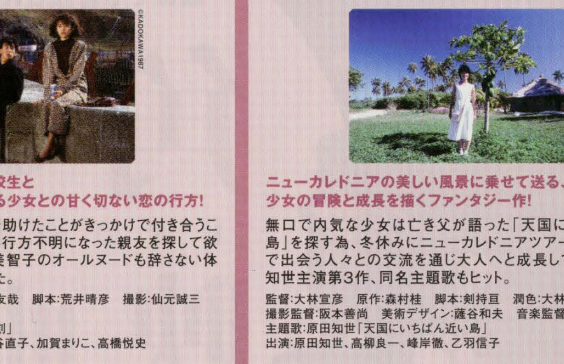 ©KADOKAWA1987
校生と
る少女との甘く切ない恋の行方!
助けたことがきっかけで付き合うこ
行方不明になった親友を探して欲
美智子のオールヌードも辞さない体
た。
友哉 脚本:荒井晴彦 撮影:仙元誠三
剣」
谷直子、加賀まりこ、高橋悦史
ニューカレドニアの美しい風景に乗せて送る、
少女の冒険と成長を描くファンタジー作!
無口で内気な少女は亡き父が語った「天国に
島」を探す為、冬休みにニューカレドニアツアー
で出会う人々との交流を通じ大人へと成長し
知世主演第3作、同名主題歌もヒット。
監督:大林宣彦 原作:森村桂 脚本:剣持亘 潤色:大林
撮影監督:阪本善尚 美術デザイン:薩谷和夫 音楽監督
主題歌:原田知世「天国にいちばん近い島」
出演:原田知世、高柳良一、峰岸徹、乙羽信子